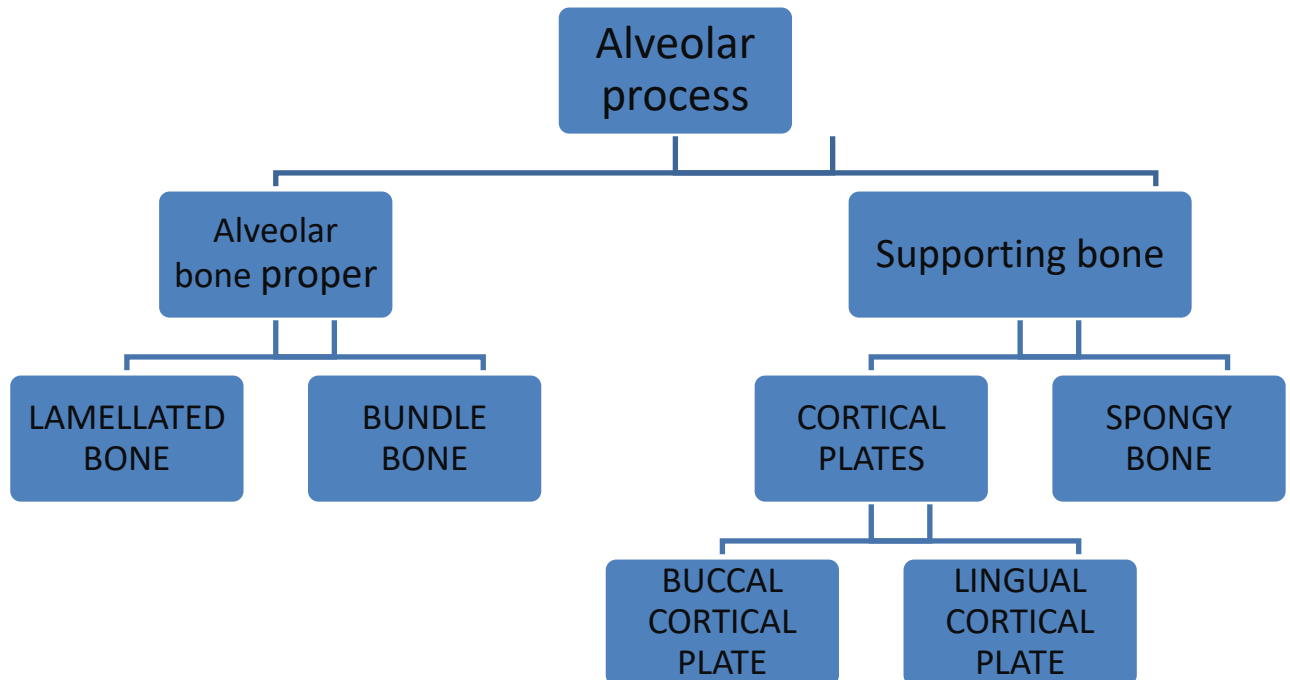 Alveolar
process
Alveolar
bone proper
Supporting bone
LAMELLATED
BONE
BUNDLE
BONE
CORTICAL
PLATES
SPONGY
BONE
BUCCAL
CORTICAL
PLATE
LINGUAL
CORTICAL
PLATE